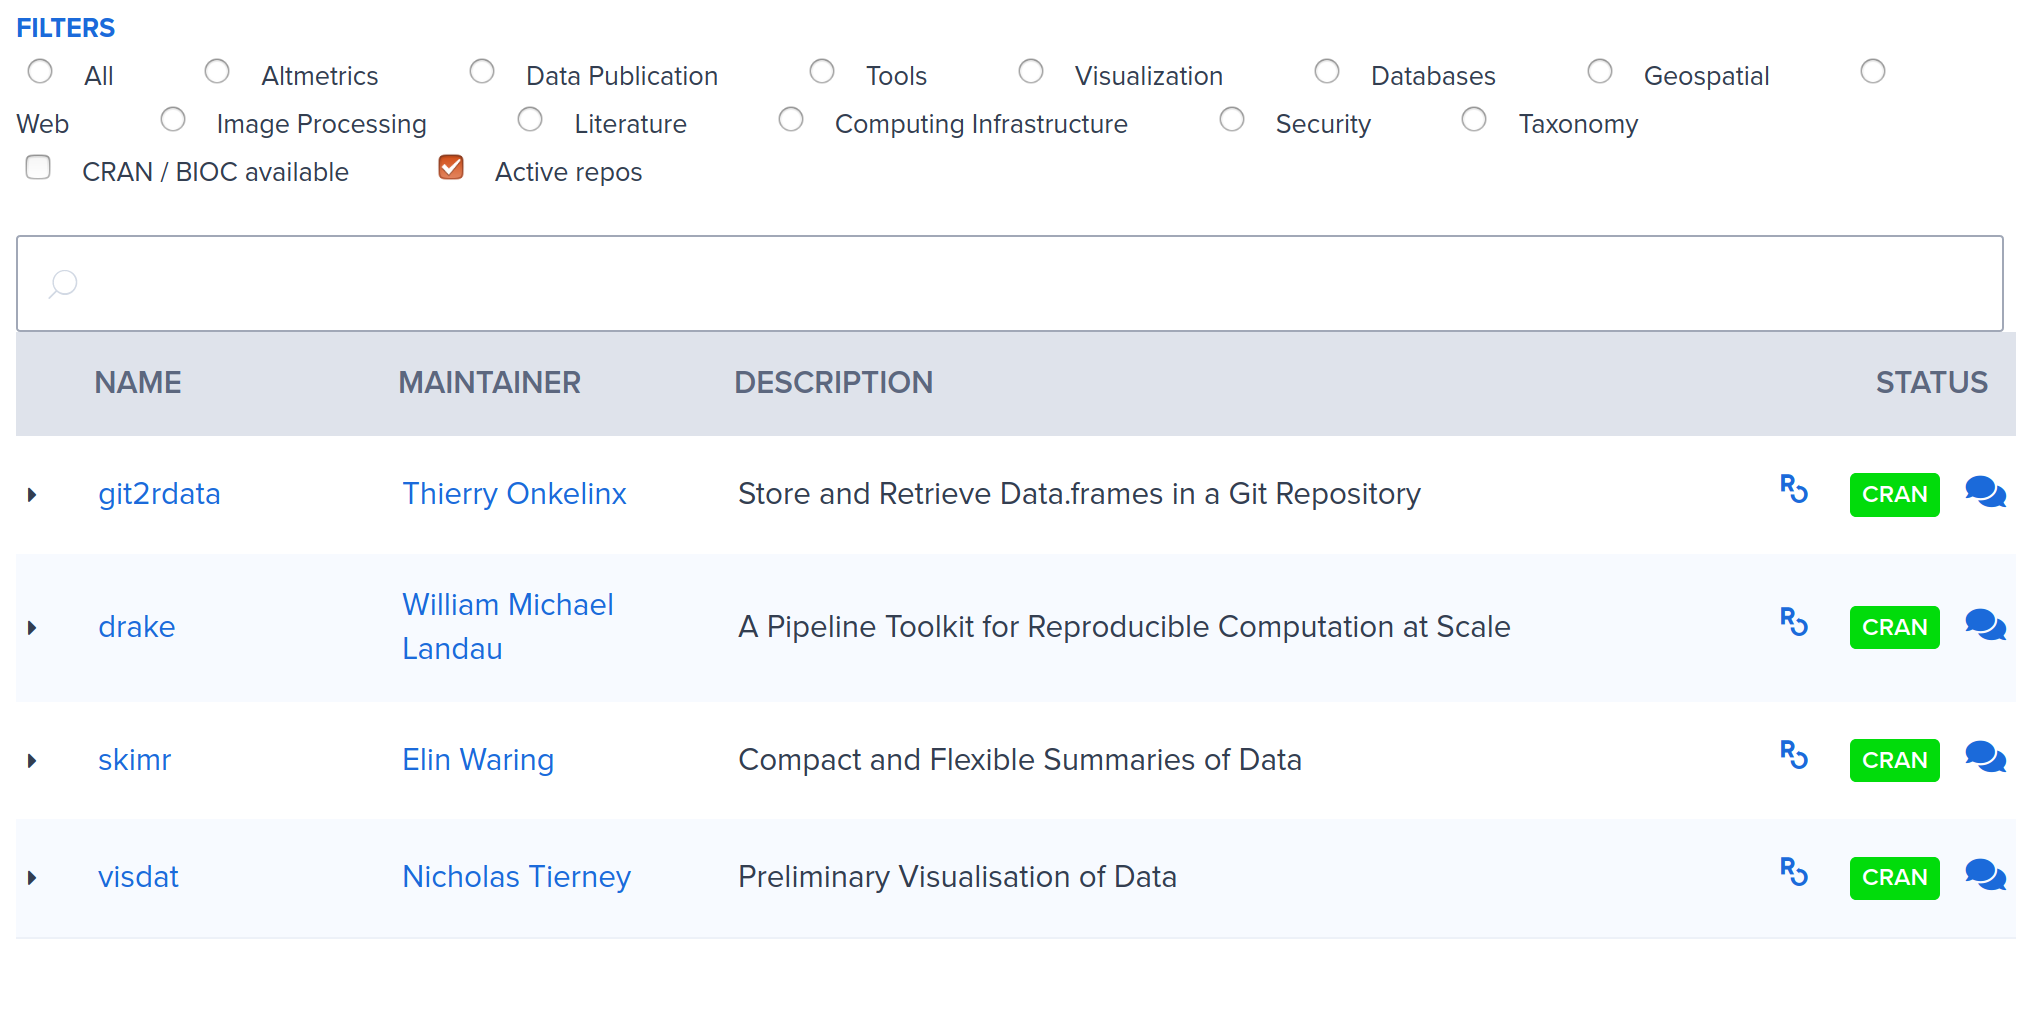 FILTERS
All Altmetrics Data Publication Tools Visualization Databases Geospatial
Web Image Processing Literature Computing Infrastructure Security Taxonomy
CRAN / BIOC available Active repos
NAME MAINTAINER DESCRIPTION STATUS
git2rdata Thierry Onkelinx Store and Retrieve Data.frames in a Git Repository CRAN
drake William Michael Landau A Pipeline Toolkit for Reproducible Computation at Scale CRAN
skimr Elin Waring Compact and Flexible Summaries of Data CRAN
visdat Nicholas Tierney Preliminary Visualisation of Data CRAN